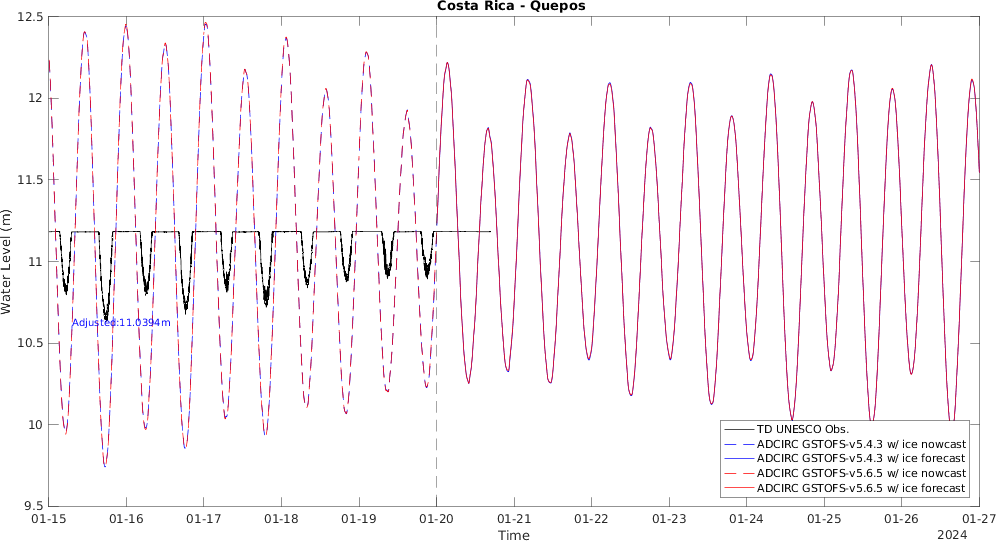 Costa Rica - Quepos
12.5
12
11.5
11
10.5
10
9.5
Water Level (m)
Adjusted:11.0394m
TD UNESCO Obs.
ADCIRC GSTOFS-v5.4.3 w/ ice nowcast
ADCIRC GSTOFS-v5.4.3 w/ ice forecast
ADCIRC GSTOFS-v5.6.5 w/ ice nowcast
ADCIRC GSTOFS-v5.6.5 w/ ice forecast
01-15 01-16 01-17 01-18 01-19 01-20 01-21 01-22 01-23 01-24 01-25 01-26 01-27
Time
2024